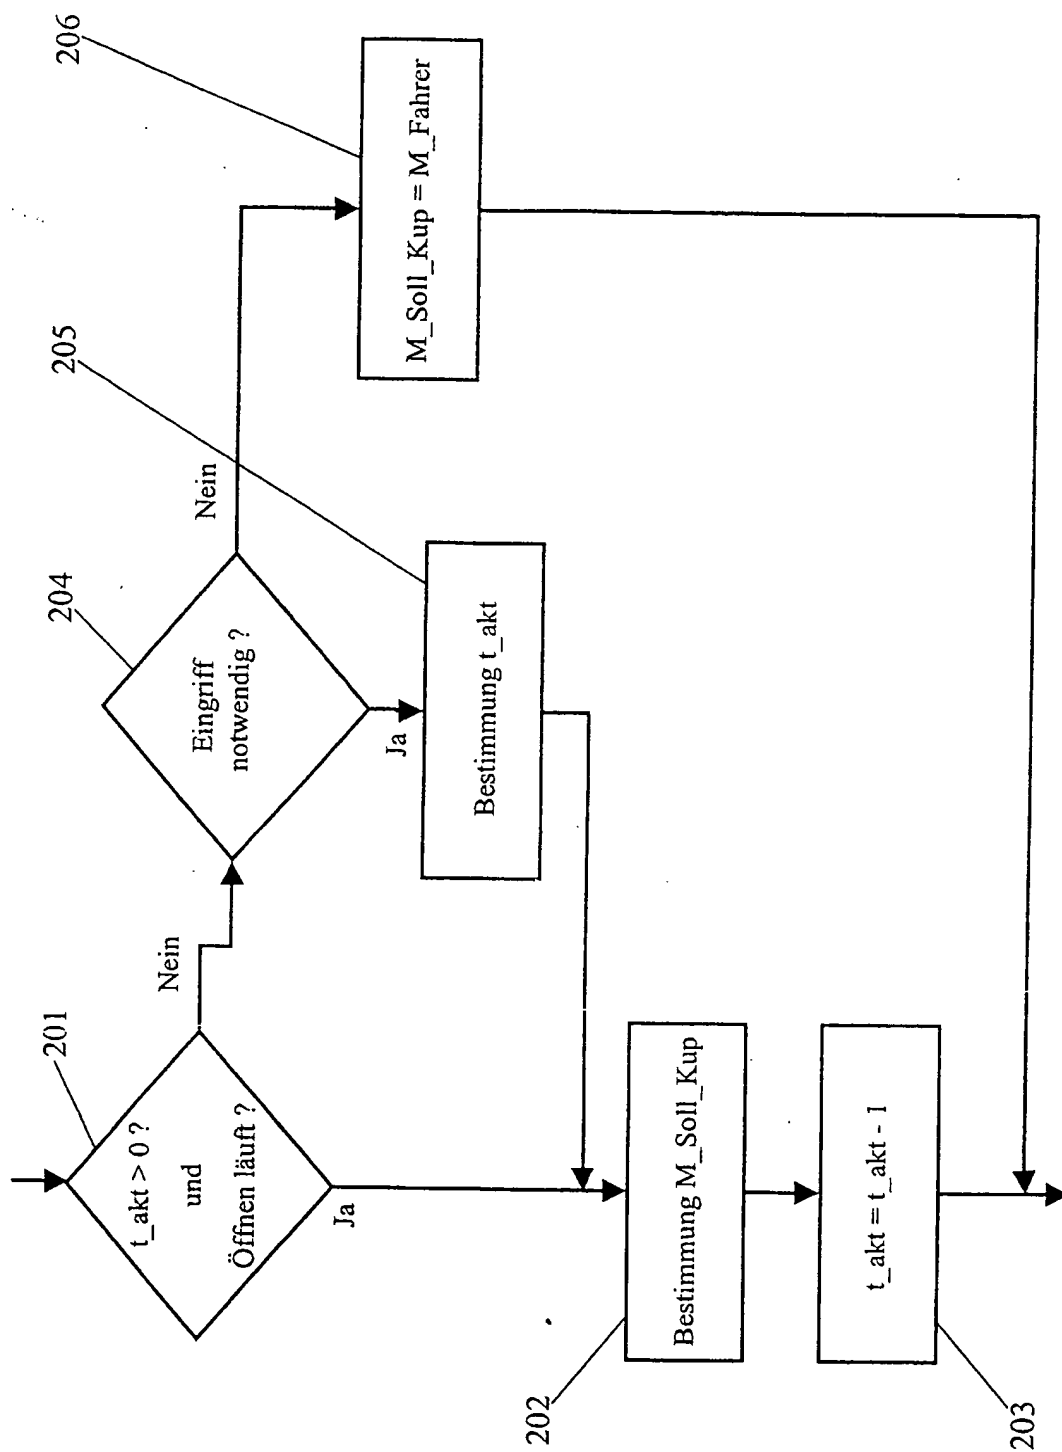 201
t_akt > 0 ?
und
Öffnen läuft ?
Nein
Ja
204
Eingriff
notwendig ?
Nein
Ja
205
Bestimmung t_akt
206
M_Soll_Kup = M_Fahrer
202
Bestimmung M_Soll_Kup
203
t_akt = t_akt - 1